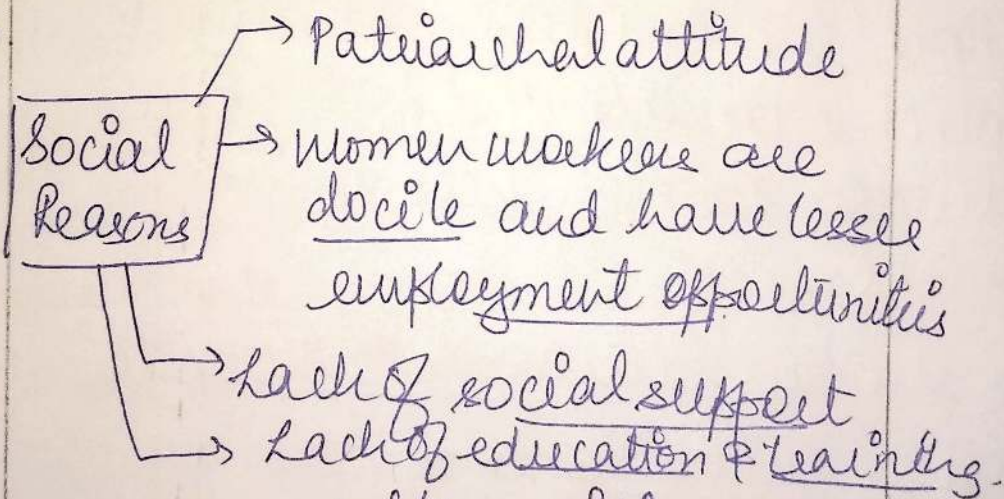 Patriarchal attitude
Social
Reasons
Women workers are
docile and have lesser
employment opportunities
Lack of social support
Lack of education & training.